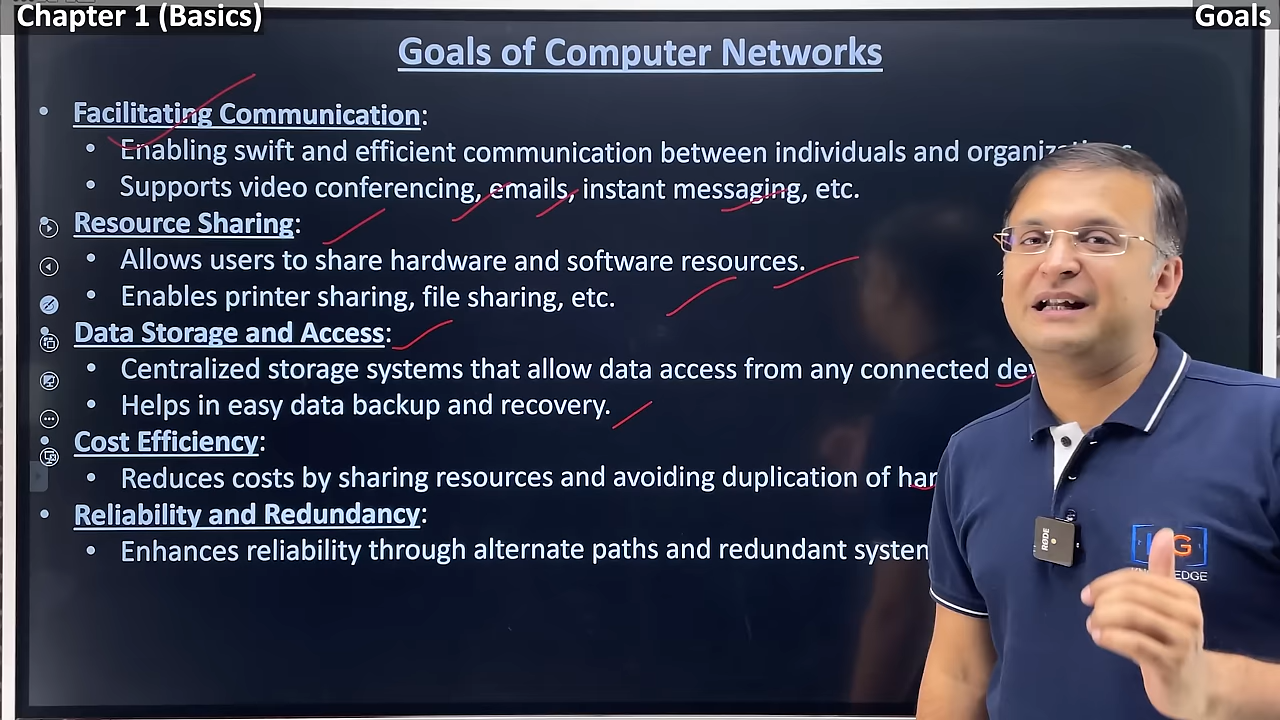 Chapter 1 (Basics)
Goals
Goals of Computer Networks
• Facilitating Communication:
• Enabling swift and efficient communication between individuals and
• Supports video conferencing, emails, instant messaging, etc.
• Resource Sharing:
• Allows users to share hardware and software resources.
• Enables printer sharing, file sharing, etc.
• Data Storage and Access:
• Centralized storage systems that allow data access from any connected
• Helps in easy data backup and recovery.
• Cost Efficiency:
• Reduces costs by sharing resources and avoiding duplication of
• Reliability and Redundancy:
• Enhances reliability through alternate paths and redundant
RØDE